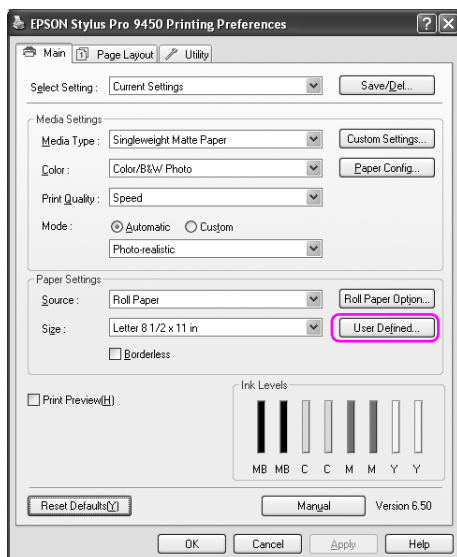 EPSON Stylus Pro 9450 Printing Preferences
Main Page Layout Utility
Select Setting : Current Settings Save/Del...
Media Settings
Media Type : Singleweight Matte Paper Custom Settings...
Color : Color/B&W Photo Paper Config...
Print Quality : Speed
Mode : Automatic Custom
Photo-realistic
Paper Settings
Source : Roll Paper Roll Paper Option...
Size : Letter 8 1/2 x 11 in User Defined...
Borderless
Print Preview(H)
Ink Levels
MB MB C C M M Y Y
Reset Defaults(Y) Manual Version 6.50
OK Cancel Apply Help